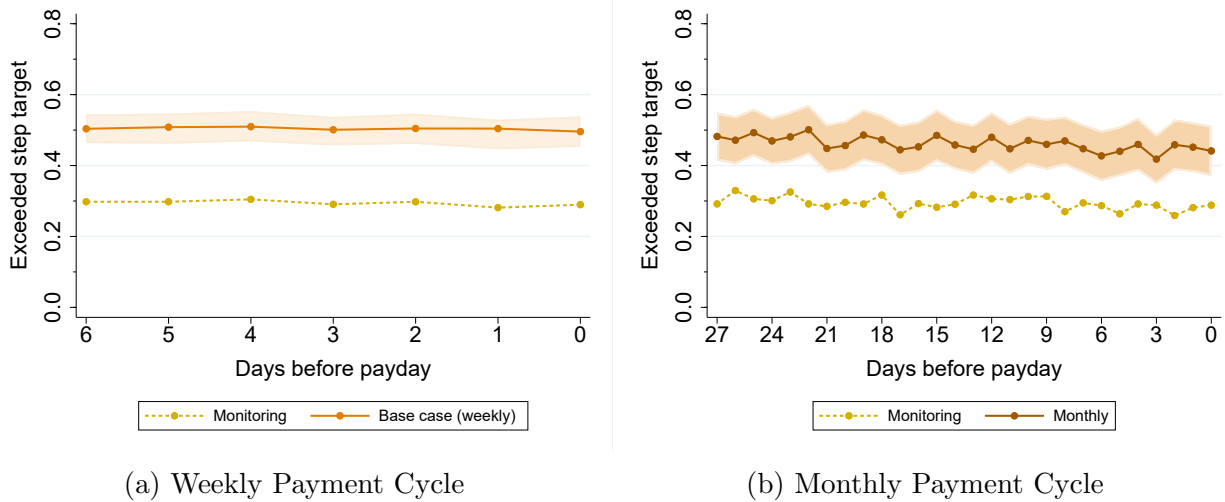 Exceeded step target
0.8
0.6
0.4
0.2
0.0
6 5 4 3 2 1 0
Days before payday
Monitoring Base case (weekly)
(a) Weekly Payment Cycle
Exceeded step target
0.8
0.6
0.4
0.2
0.0
27 24 21 18 15 12 9 6 3 0
Days before payday
Monitoring Monthly
(b) Monthly Payment Cycle